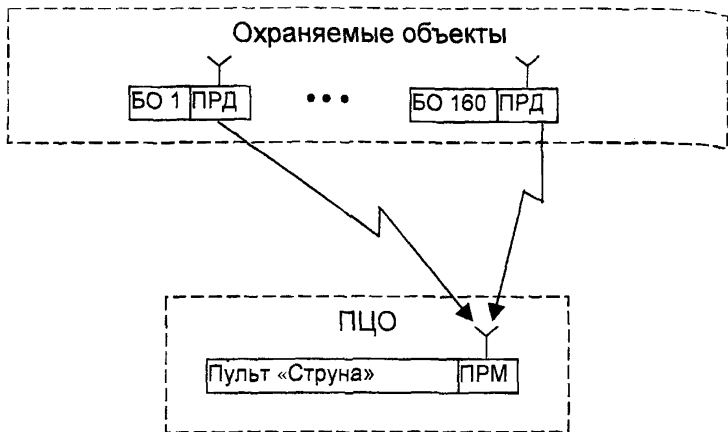 Охраняемые объекты
БО 1 ПРД ••• БО 160 ПРД
ПЦО
Пульт «Струна» ПРМ